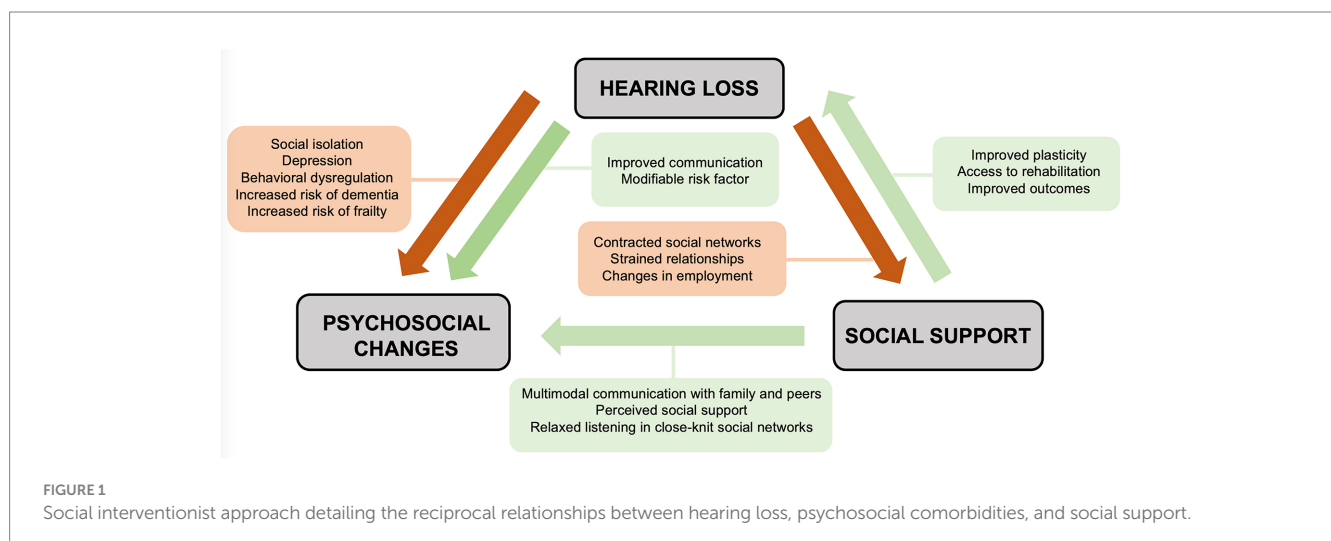 HEARING LOSS
Social isolation
Depression
Behavioral dysregulation
Increased risk of dementia
Increased risk of frailty
Improved communication
Modifiable risk factor
Improved plasticity
Access to rehabilitation
Improved outcomes
Contracted social networks
Strained relationships
Changes in employment
PSYCHOSOCIAL
CHANGES
SOCIAL SUPPORT
Multimodal communication with family and peers
Perceived social support
Relaxed listening in close-knit social networks
FIGURE 1
Social interventionist approach detailing the reciprocal relationships between hearing loss, psychosocial comorbidities, and social support.